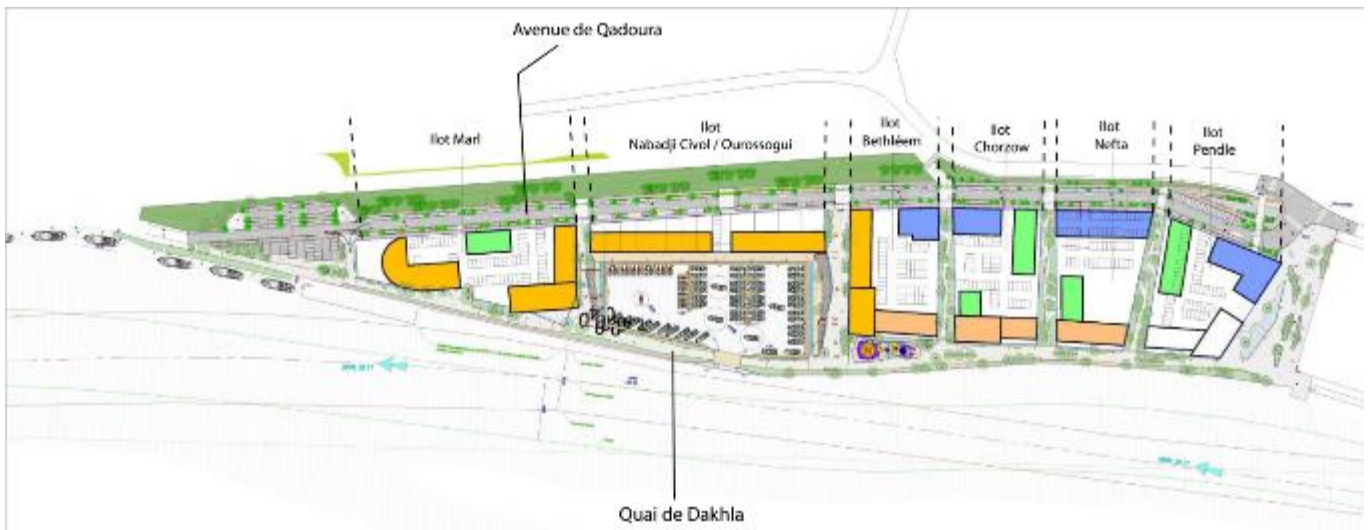 Avenue de Qadoura
Ilot Marl
Ilot
Nabadji Civol / Ourossogui
Ilot
Bethléem
Ilot
Chorzow
Ilot
Nefta
Ilot
Pendle
Quai de Dakhla